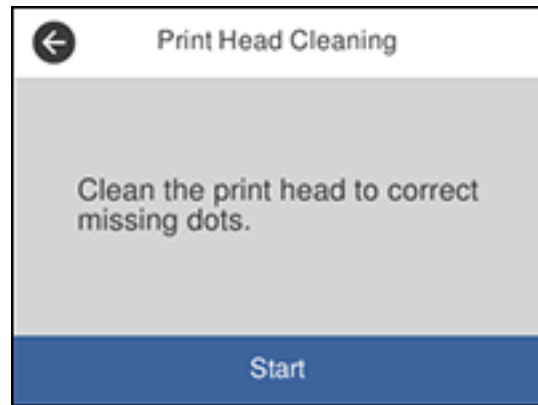 Print Head Cleaning
Clean the print head to correct
missing dots.
Start